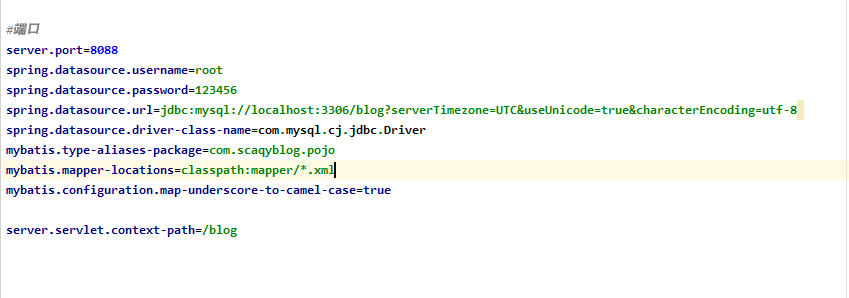 #端口
server.port=8088
spring.datasource.username=root
spring.datasource.password=123456
spring.datasource.url=jdbc:mysql://localhost:3306/blog?serverTimezone=UTC&useUnicode=true&characterEncoding=utf-8
spring.datasource.driver-class-name=com.mysql.cj.jdbc.Driver
mybatis.type-aliases-package=com.scaqyblog.pojo
mybatis.mapper-locations=classpath:mapper/*.xml
mybatis.configuration.map-underscore-to-camel-case=true
server.servlet.context-path=/blog